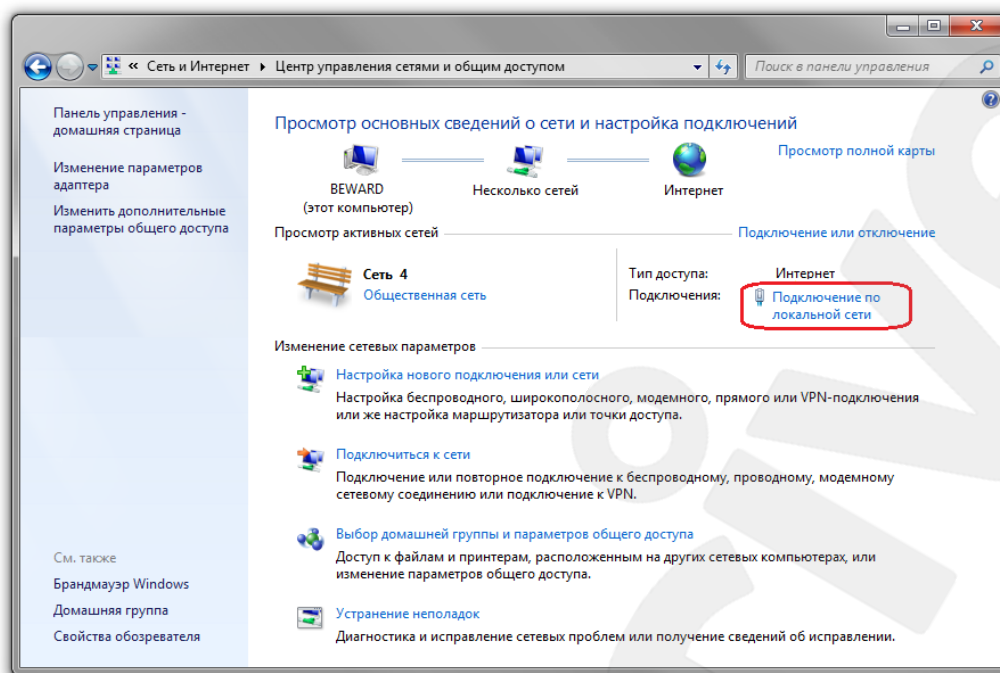 « Сеть и Интернет ▸ Центр управления сетями и общим доступом
Поиск в панели управления
Панель управления -
домашняя страница
Изменение параметров
адаптера
Изменить дополнительные
параметры общего доступа
См. также
Брандмауэр Windows
Домашняя группа
Свойства обозревателя
Просмотр основных сведений о сети и настройка подключений
Просмотр полной карты
BEWARD
(этот компьютер)
Несколько сетей
Интернет
Просмотр активных сетей
Подключение или отключение
Сеть 4
Общественная сеть
Тип доступа: Интернет
Подключения: Подключение по
локальной сети
Изменение сетевых параметров
Настройка нового подключения или сети
Настройка беспроводного, широкополосного, модемного, прямого или VPN-подключения
или же настройка маршрутизатора или точки доступа.
Подключиться к сети
Подключение или повторное подключение к беспроводному, проводному, модемному
сетевому соединению или подключение к VPN.
Выбор домашней группы и параметров общего доступа
Доступ к файлам и принтерам, расположенным на других сетевых компьютерах, или
изменение параметров общего доступа.
Устранение неполадок
Диагностика и исправление сетевых проблем или получение сведений об исправлении.